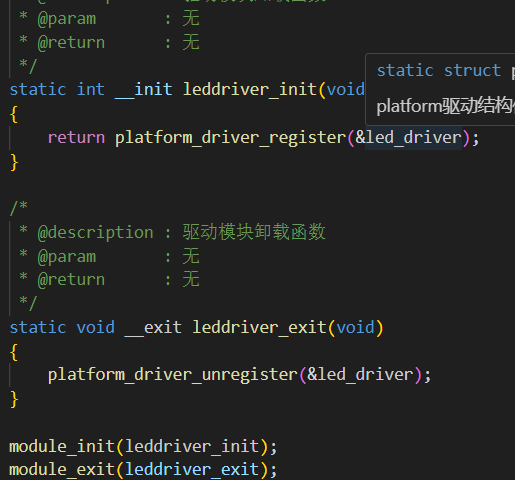 * @param       : 无
* @return      : 无
*/
static int __init leddriver_init(void
static struct
platform驱动结构
{
    return platform_driver_register(&led_driver);
}
/*
* @description : 驱动模块卸载函数
* @param       : 无
* @return      : 无
*/
static void __exit leddriver_exit(void)
{
    platform_driver_unregister(&led_driver);
}
module_init(leddriver_init);
module_exit(leddriver_exit);